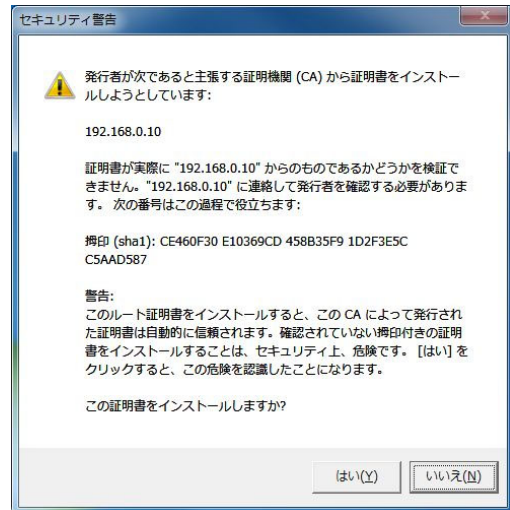 セキュリティ警告
発行者が次であると主張する証明機関 (CA) から証明書をインストー
ルしようとしています:
192.168.0.10
証明書が実際に "192.168.0.10" からのものであるかどうかを検証で
きません。"192.168.0.10" に連絡して発行者を確認する必要がありま
す。 次の番号はこの過程で役立ちます:
拇印 (sha1): CE460F30 E10369CD 458B35F9 1D2F3E5C
C5AAD587
警告:
このルート証明書をインストールすると、この CA によって発行され
た証明書は自動的に信頼されます。確認されていない拇印付きの証明
書をインストールすることは、セキュリティ上、危険です。 [はい] を
クリックすると、この危険を認識したことになります。
この証明書をインストールしますか?
はい(Y)
いいえ(N)